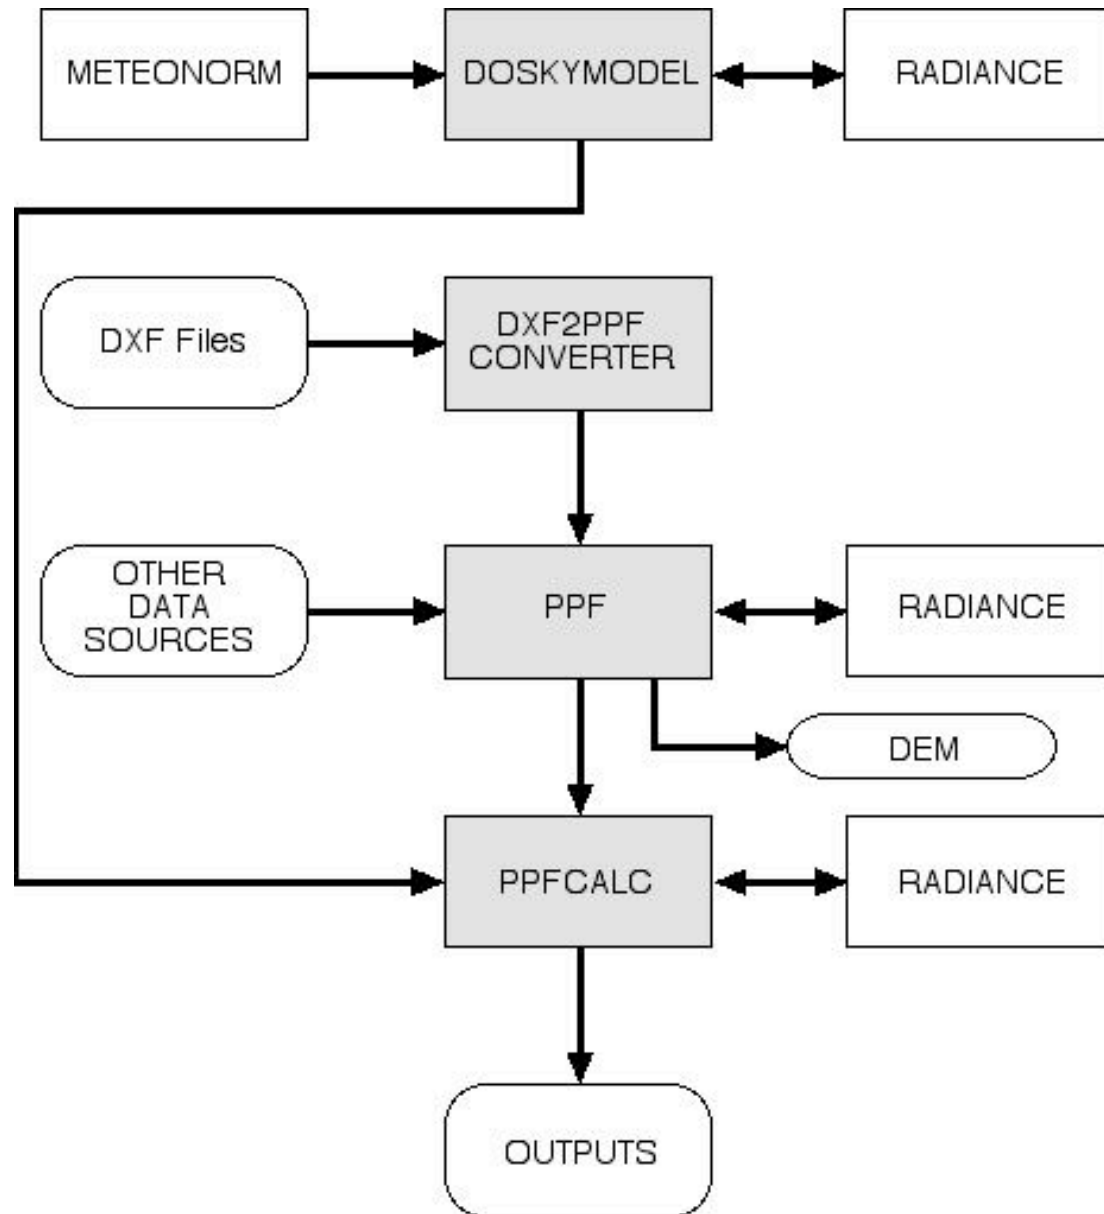 METEONORM
DOSKYMODEL
RADIANCE
DXF Files
DXF2PPF
CONVERTER
OTHER
DATA
SOURCES
PPF
RADIANCE
DEM
PPFCALC
RADIANCE
OUTPUTS